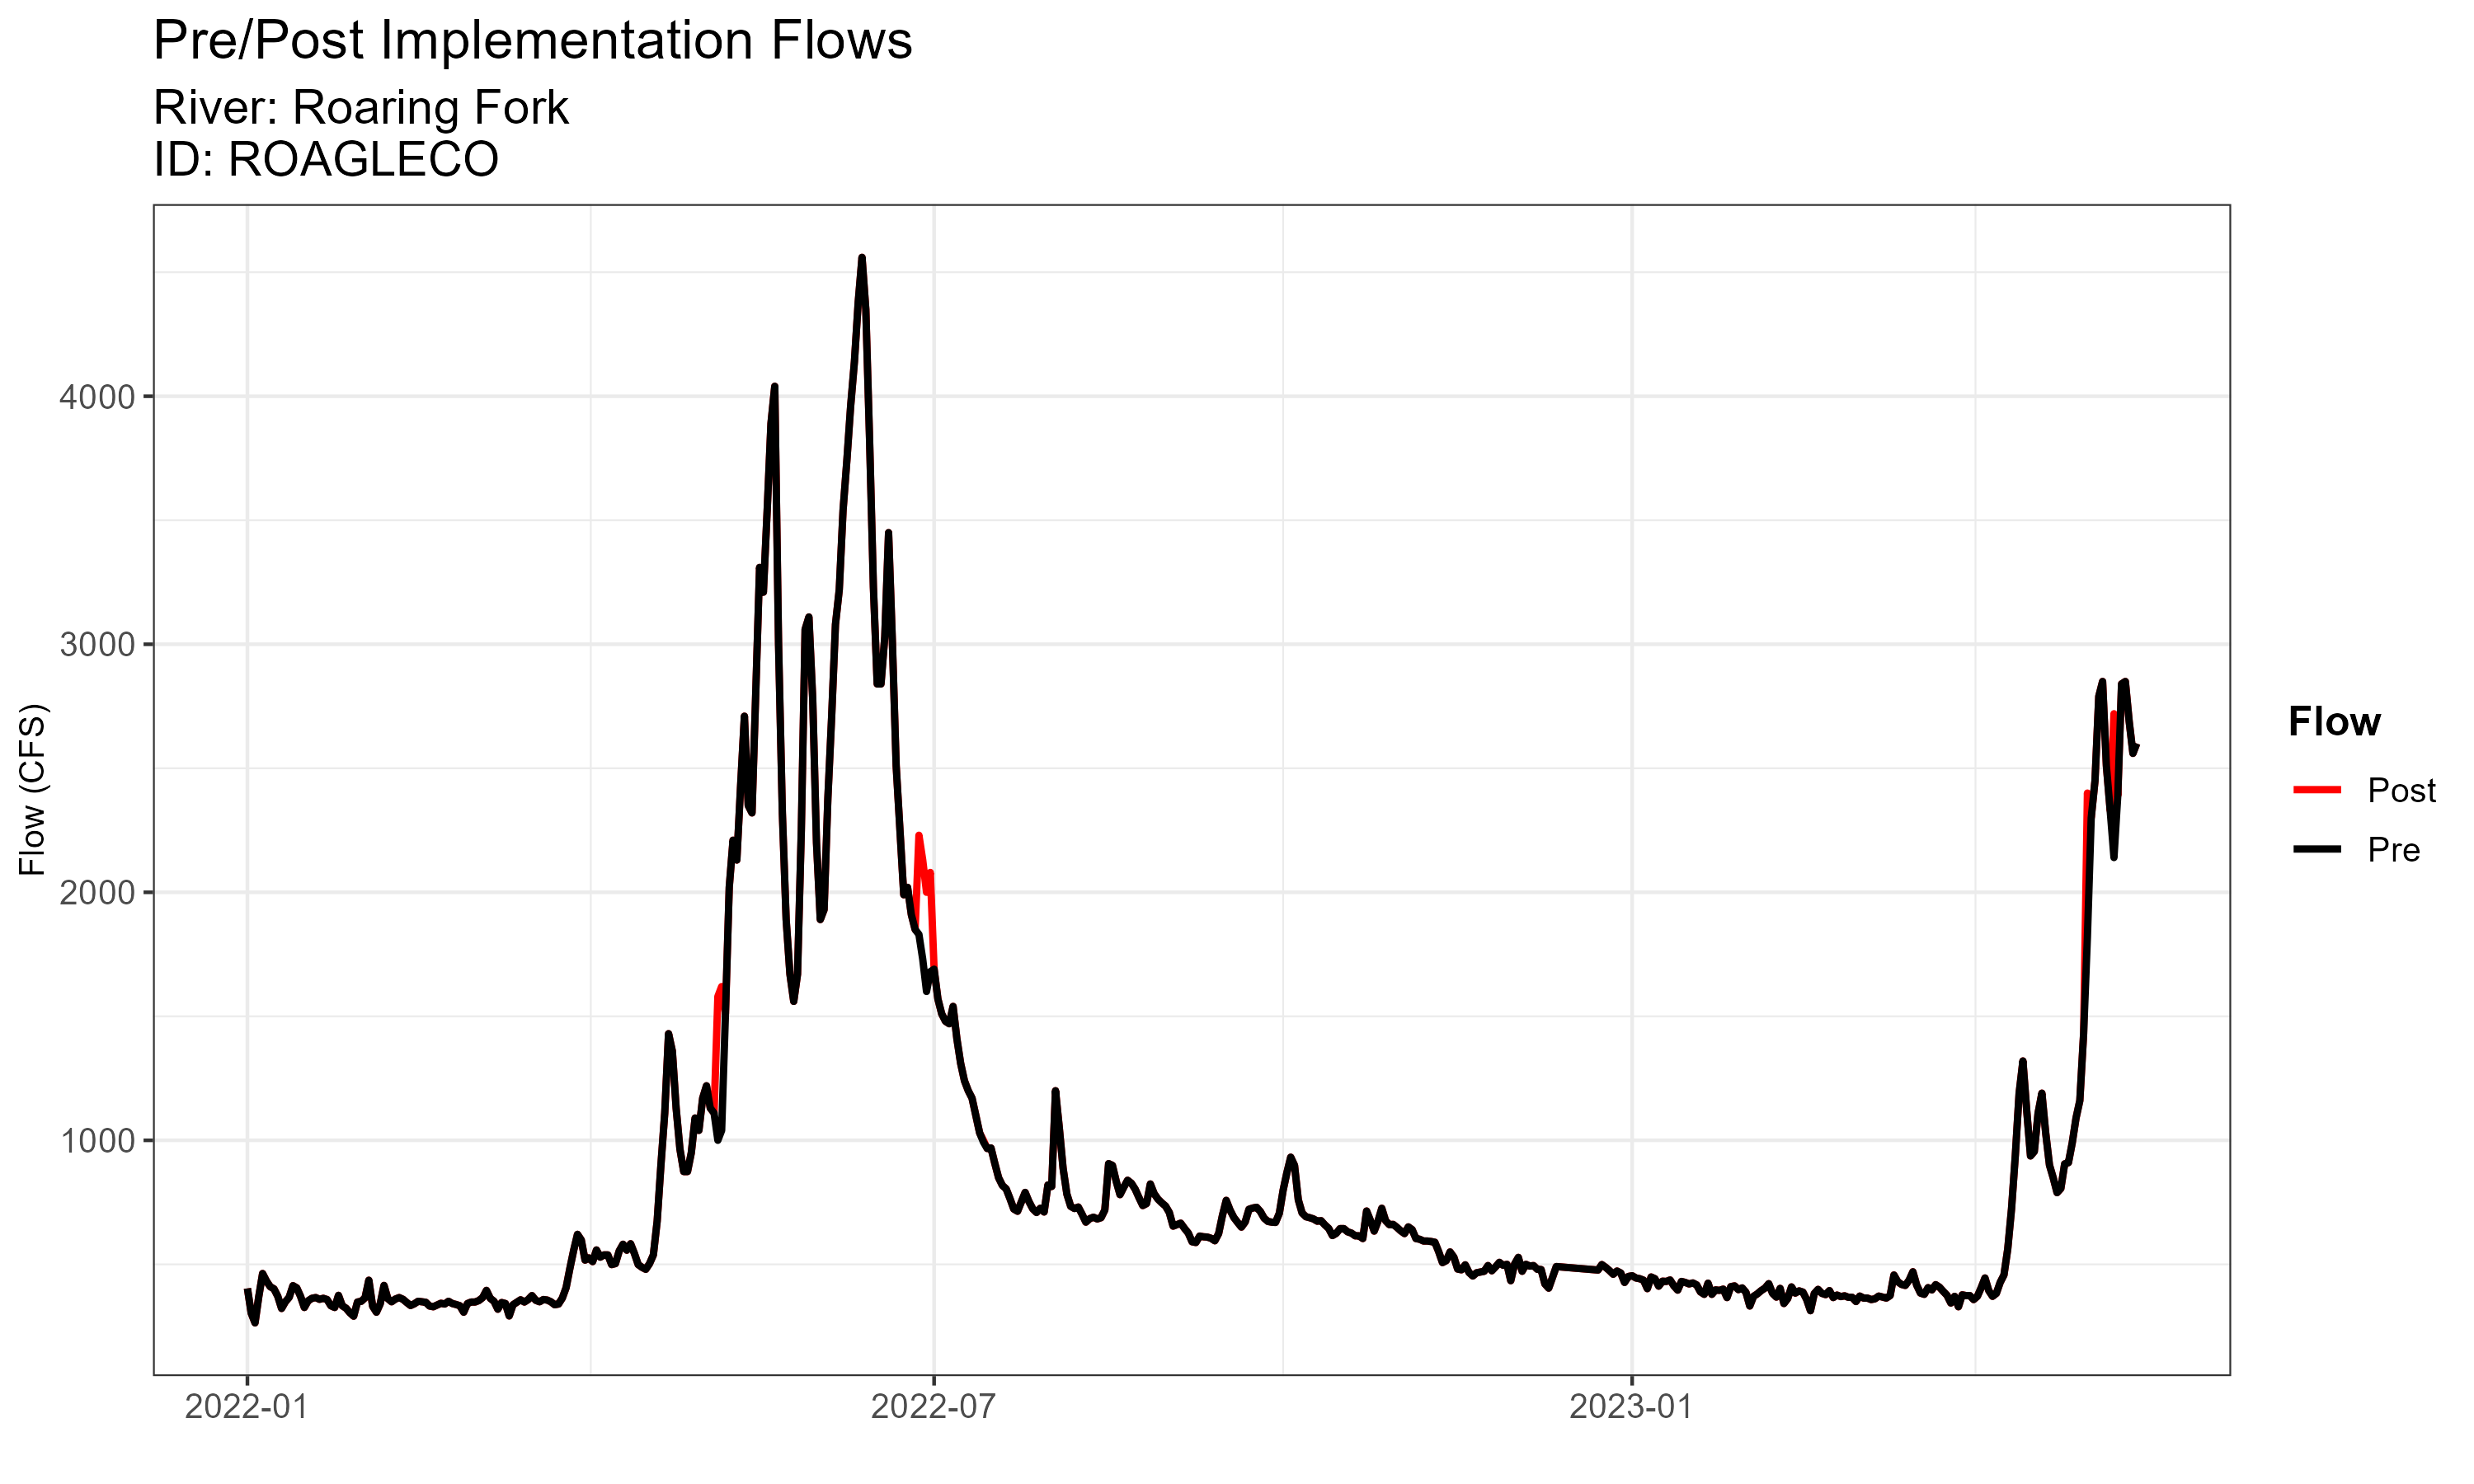 Pre/Post Implementation Flows
River: Roaring Fork
ID: ROAGLECO
Flow (CFS)
4000
3000
2000
1000
2022-01
2022-07
2023-01
Flow
Post
Pre